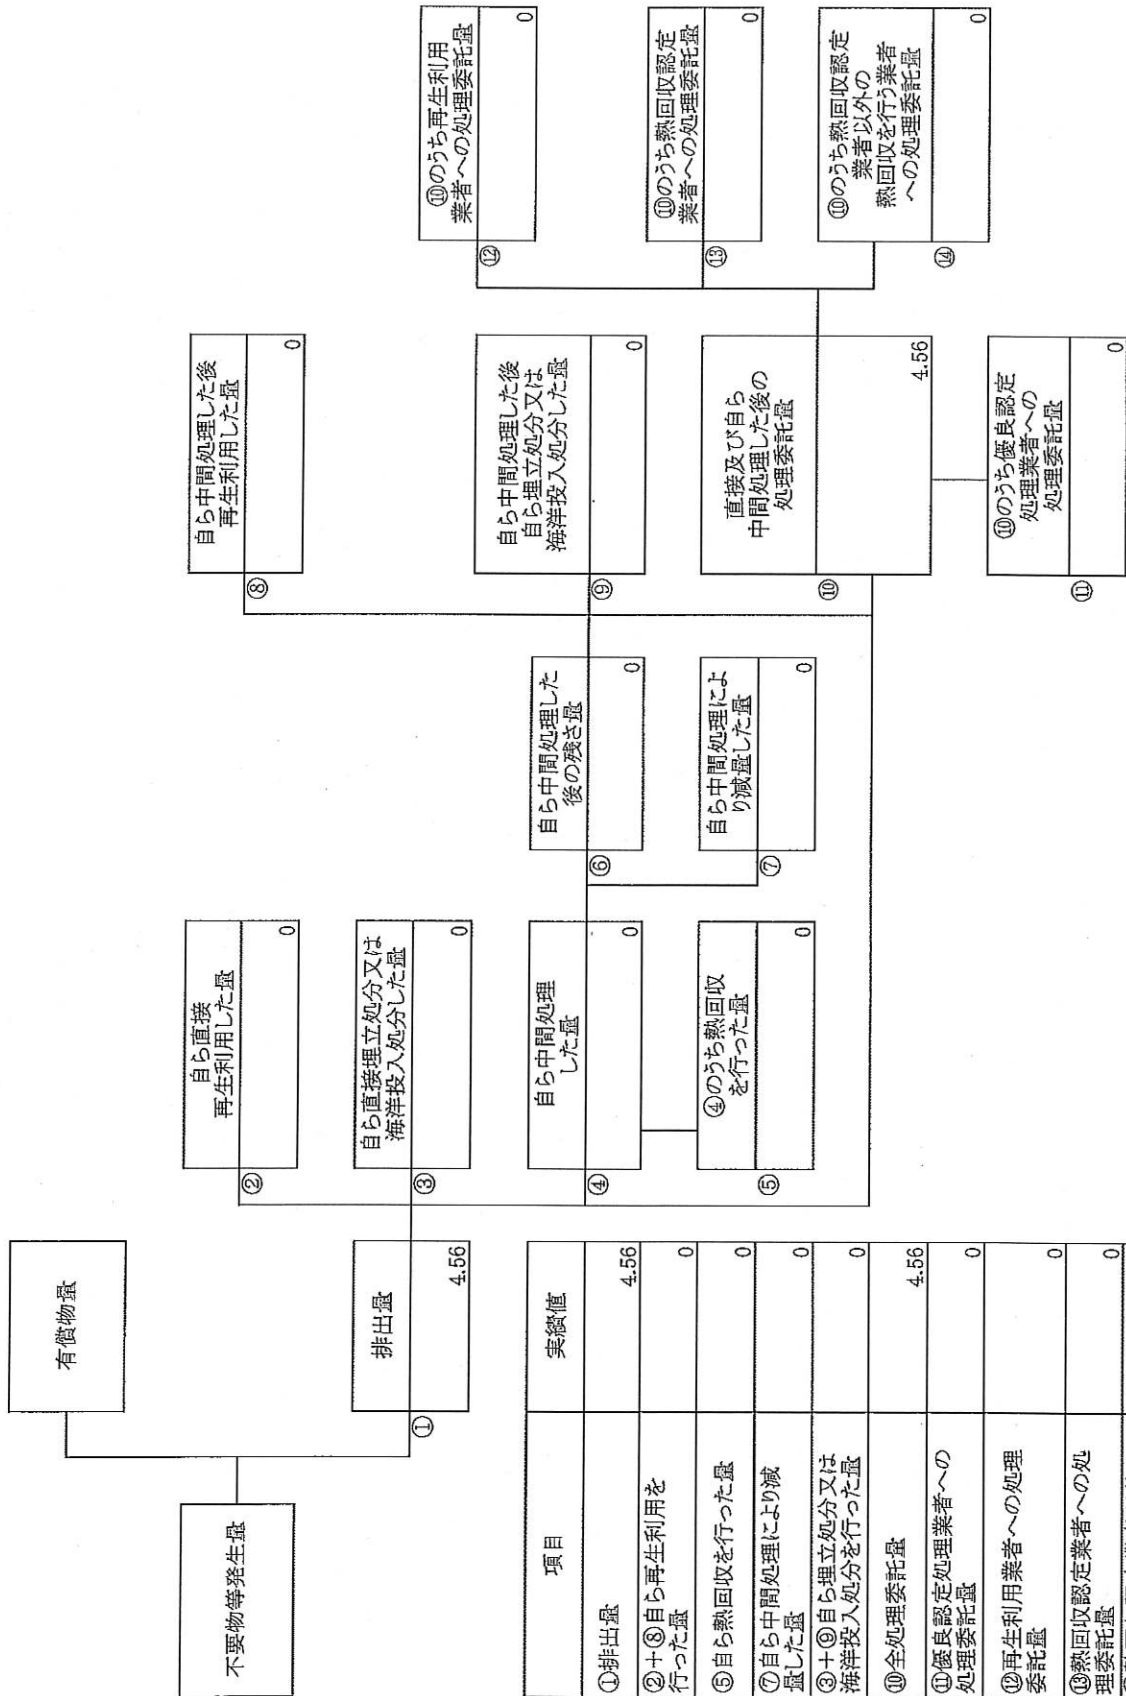 有償物量
不要物等発生量
①
排出量
4.56
②
自ら直接
再生利用した量
0
③
自ら直接埋立処分又は
海洋投入処分した量
0
④
自ら中間処理
した量
0
⑤
④のうち熱回収
を行った量
0
⑥
自ら中間処理した
後の残さ量
0
⑦
自ら中間処理によ
り減量した量
0
⑧
自ら中間処理した後
再生利用した量
0
⑨
自ら中間処理した後
自ら埋立処分又は
海洋投入処分した量
0
⑩
直接及び自ら
中間処理した後の
処理委託量
4.56
⑪
⑩のうち優良認定
処理業者への
処理委託量
0
⑫
⑩のうち再生利用
業者への処理委託量
0
⑬
⑩のうち熱回収認定
業者への処理委託量
0
⑭
⑩のうち熱回収認定
業者以外の
熱回収を行う業者
への処理委託量
0
項目
実績値
①排出量
4.56
②+⑧自ら再生利用を
行った量
0
⑤自ら熱回収を行った量
0
⑦自ら中間処理により減
量した量
0
③+⑨自ら埋立処分又は
海洋投入処分を行った量
0
⑩全処理委託量
4.56
⑪優良認定処理業者への
処理委託量
0
⑫再生利用業者への処理
委託量
0
⑬熱回収認定業者への処
理委託量
0